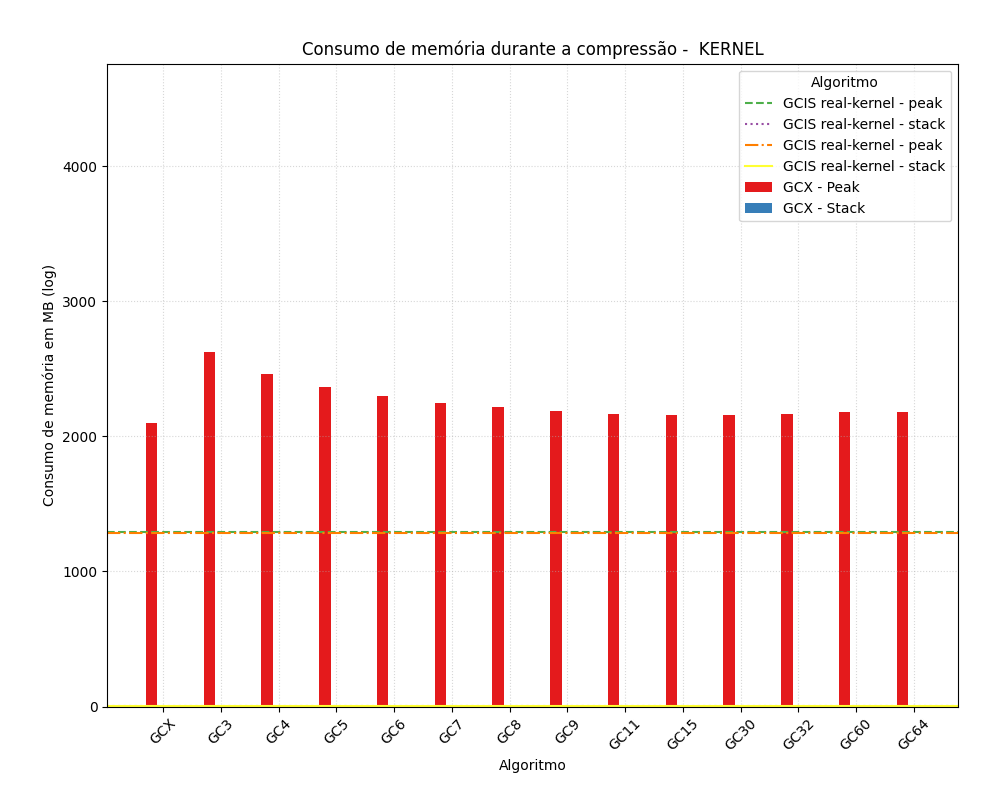 Consumo de memória durante a compressão -  KERNEL
Algoritmo
GCIS real-kernel - peak
GCIS real-kernel - stack
GCIS real-kernel - peak
GCIS real-kernel - stack
GCX - Peak
GCX - Stack
Consumo de memória em MB (log)
4000
3000
2000
1000
0
GCX
GC3
GC4
GC5
GC6
GC7
GC8
GC9
GC11
GC15
GC30
GC32
GC60
GC64
Algoritmo